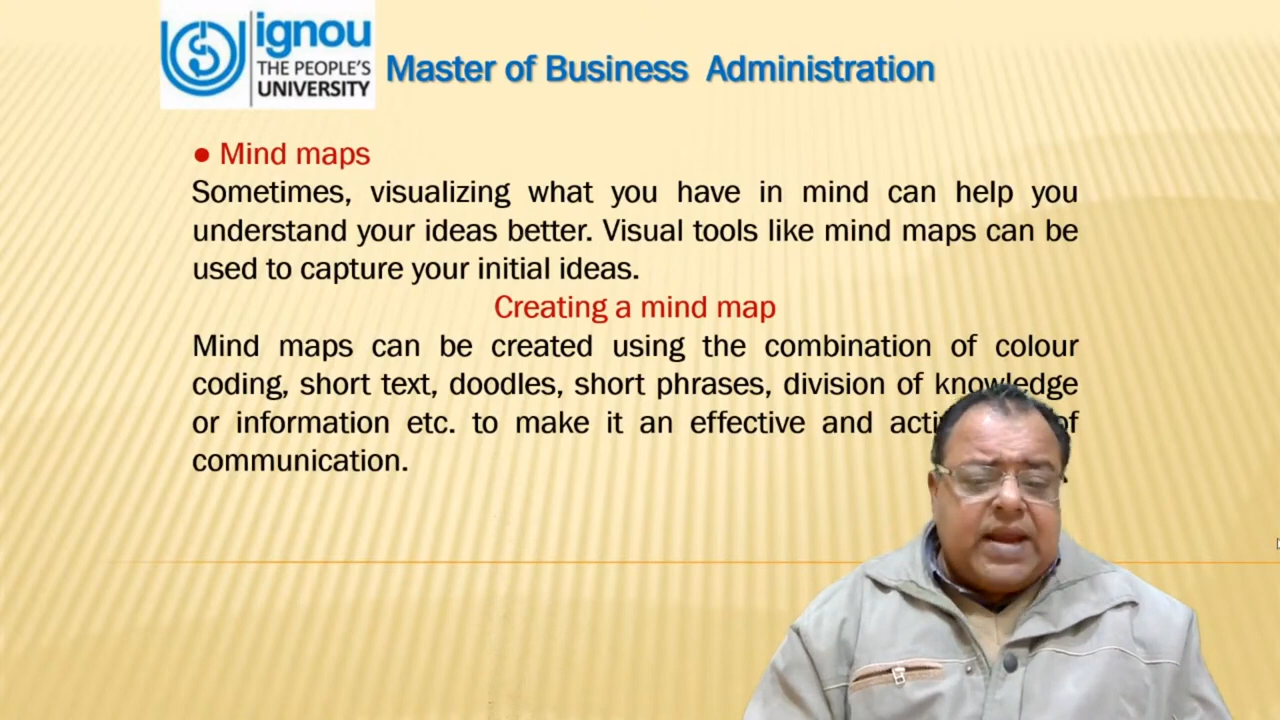 ignou
THE PEOPLE'S
UNIVERSITY
Master of Business Administration
● Mind maps
Sometimes, visualizing what you have in mind can help you
understand your ideas better. Visual tools like mind maps can be
used to capture your initial ideas.
Creating a mind map
Mind maps can be created using the combination of colour
coding, short text, doodles, short phrases, division of knowledge
or information etc. to make it an effective and of
communication.